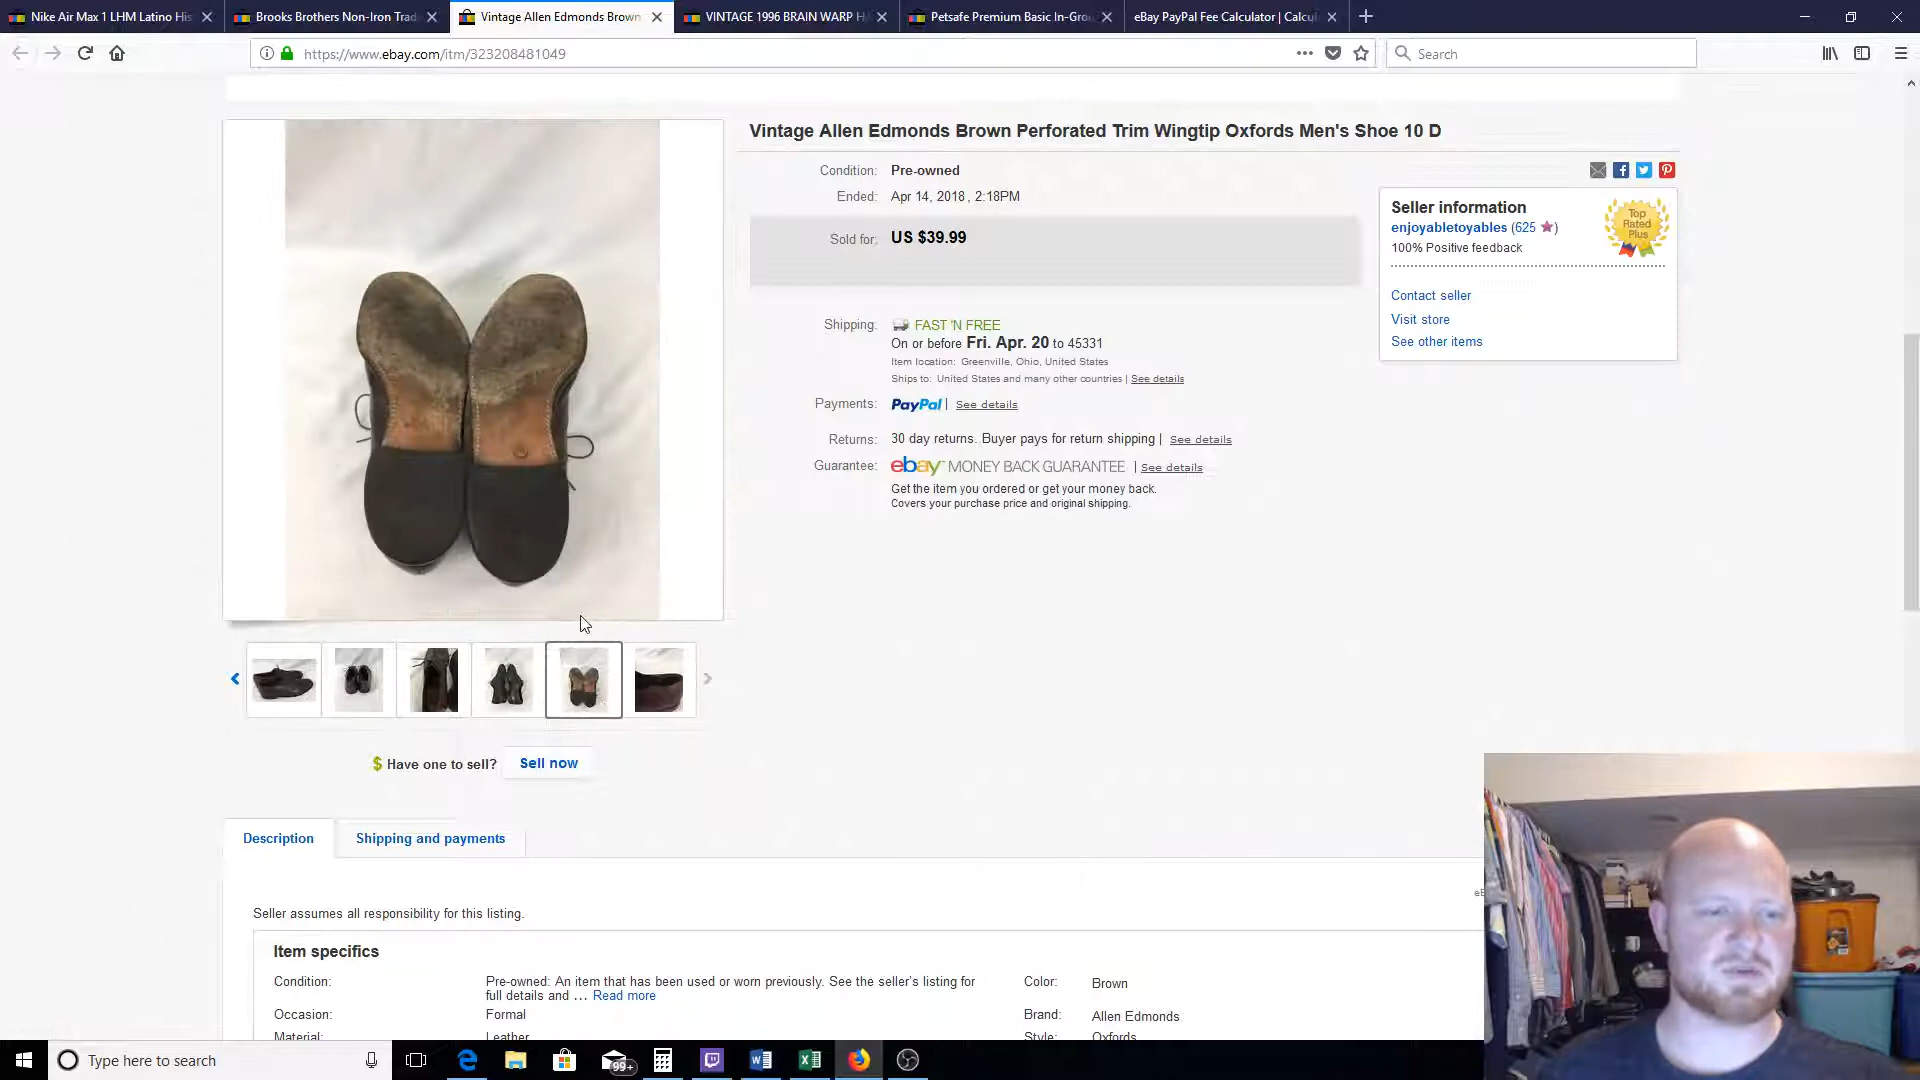 Nike Air Max 1 LHM Latino His
Brooks Brothers Non-Iron Trad
Vintage Allen Edmonds Brown
VINTAGE 1996 BRAIN WARP H
Petsafe Premium Basic In-Grou
eBay PayPal Fee Calculator | Calcul
https://www.ebay.com/itm/323208481049
Search
Vintage Allen Edmonds Brown Perforated Trim Wingtip Oxfords Men's Shoe 10 D
Condition: Pre-owned
Ended: Apr 14, 2018 , 2:18PM
Sold for: US $39.99
Shipping: FAST 'N FREE
On or before Fri. Apr. 20 to 45331
Item location: Greenville, Ohio, United States
Ships to: United States and many other countries | See details
Payments: PayPal | See details
Returns: 30 day returns. Buyer pays for return shipping | See details
Guarantee: ebay MONEY BACK GUARANTEE | See details
Get the item you ordered or get your money back.
Covers your purchase price and original shipping.
Seller information
enjoyabletoyables (625 )
100% Positive feedback
Top
Rated
Plus
Contact seller
Visit store
See other items
$ Have one to sell? Sell now
Description
Shipping and payments
Seller assumes all responsibility for this listing.
Item specifics
Condition: Pre-owned: An item that has been used or worn previously. See the seller's listing for
full details and ... Read more
Color: Brown
Occasion: Formal
Brand: Allen Edmonds
Material: Leather
Style: Oxfords
Type here to search
99+